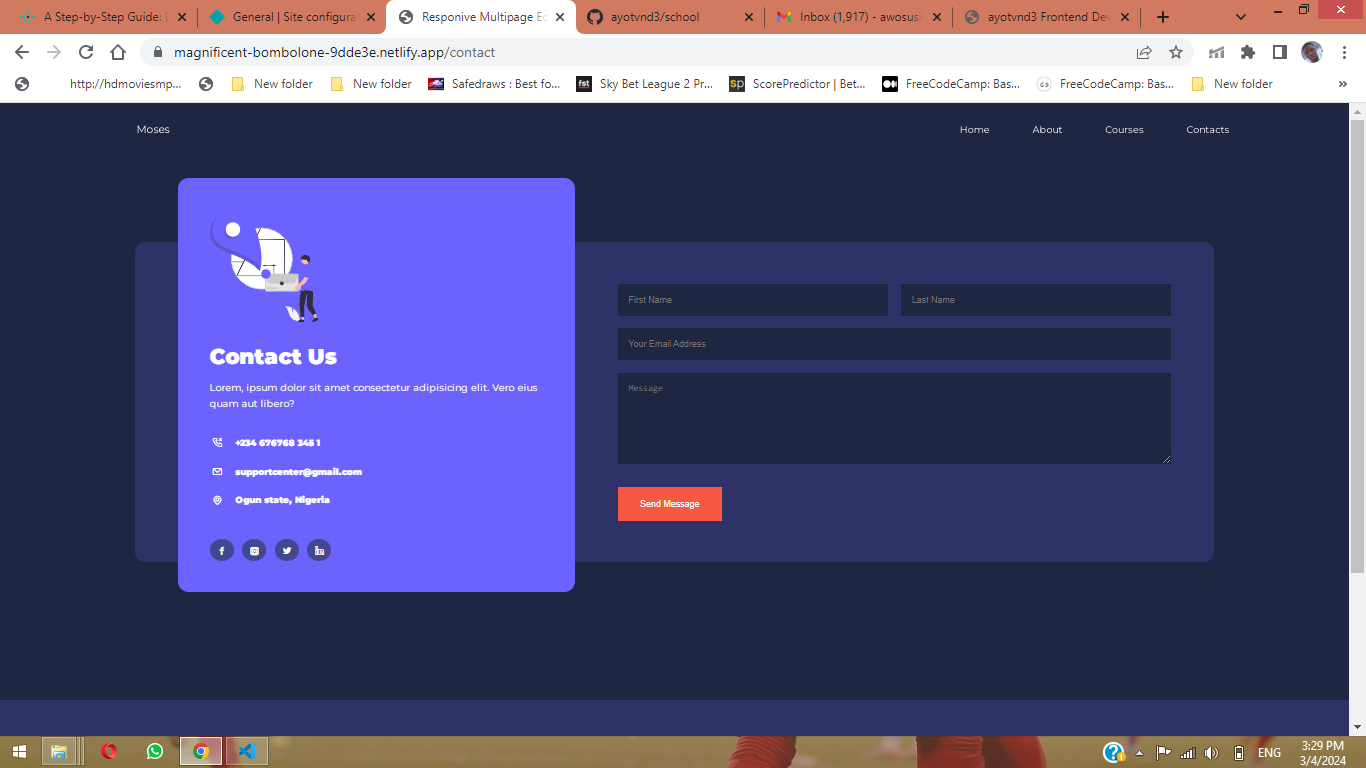 A Step-by-Step Guide:
General | Site configura
Responive Multipage Ed
ayotvnd3/school
Inbox (1,917) - awosusi
ayotvnd3 Frontend Dev
magnificent-bombolone-9dde3e.netlify.app/contact
http://hdmoviesmp...
New folder
New folder
Safedraws : Best fo...
Sky Bet League 2 Pr...
ScorePredictor | Bet...
FreeCodeCamp: Bas...
FreeCodeCamp: Bas...
New folder
»
Moses
Home
About
Courses
Contacts
Contact Us
Lorem, ipsum dolor sit amet consectetur adipisicing elit. Vero eius
quam aut libero?
+234 676768 345 1
supportcenter@gmail.com
Ogun state, Nigeria
First Name
Last Name
Your Email Address
Message
Send Message
fst
sp
ENG
3:29 PM
3/4/2024